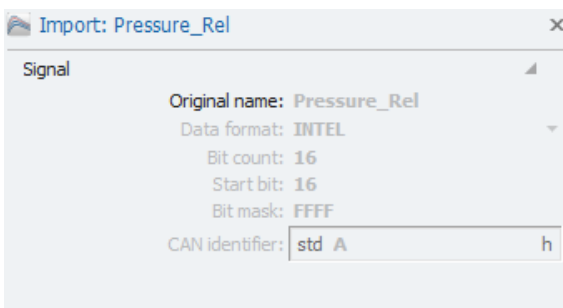 Import: Pressure_Rel
Signal
Original name: Pressure_Rel
Data format: INTEL
Bit count: 16
Start bit: 16
Bit mask: FFFF
CAN identifier: std A h